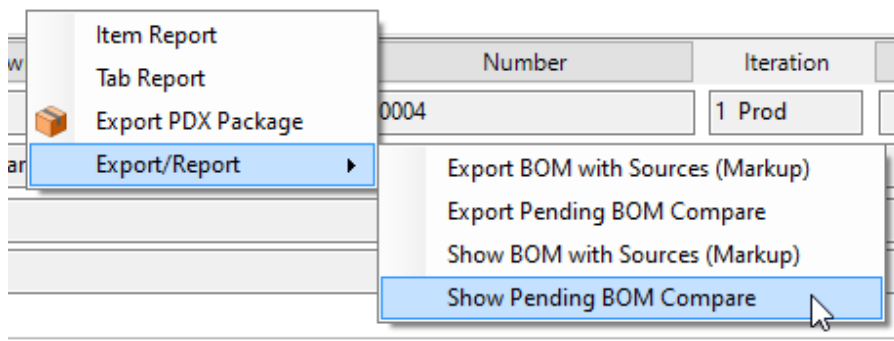 Item Report
Tab Report
Export PDX Package
Export/Report
w
Number
Iteration
0004
1 Prod
ar
Export BOM with Sources (Markup)
Export Pending BOM Compare
Show BOM with Sources (Markup)
Show Pending BOM Compare